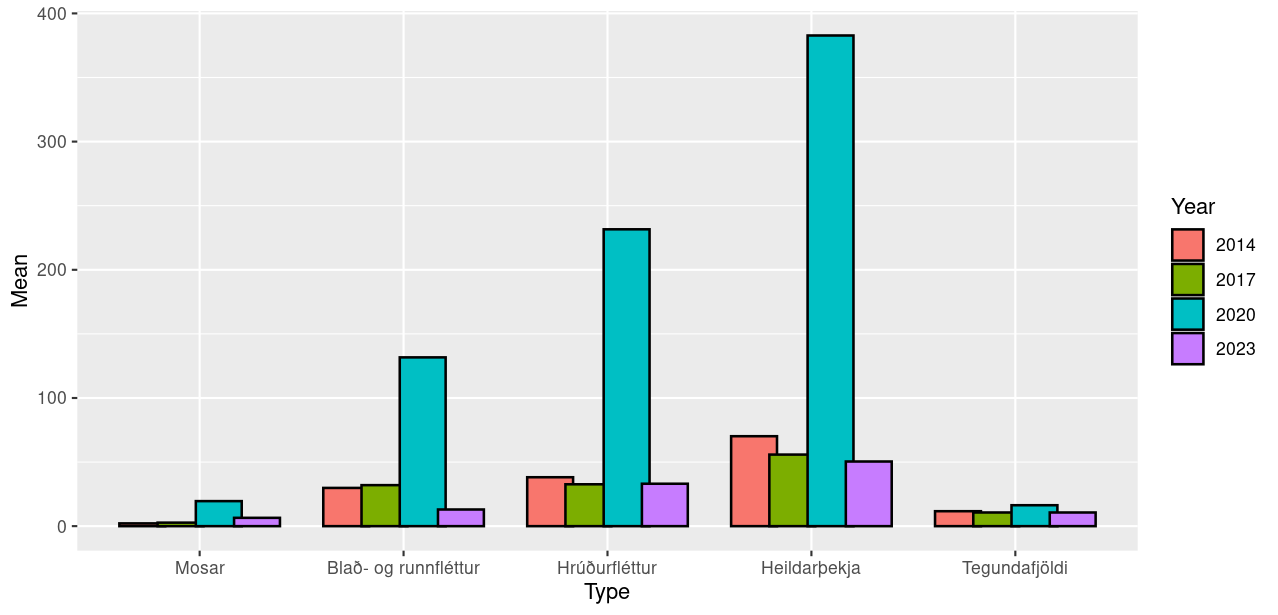 400
300
200
100
0
Mean
Mosar
Blað- og runnfléttur
Hrúðurfléttur
Heildarþekja
Tegundafjöldi
Type
Year
2014
2017
2020
2023